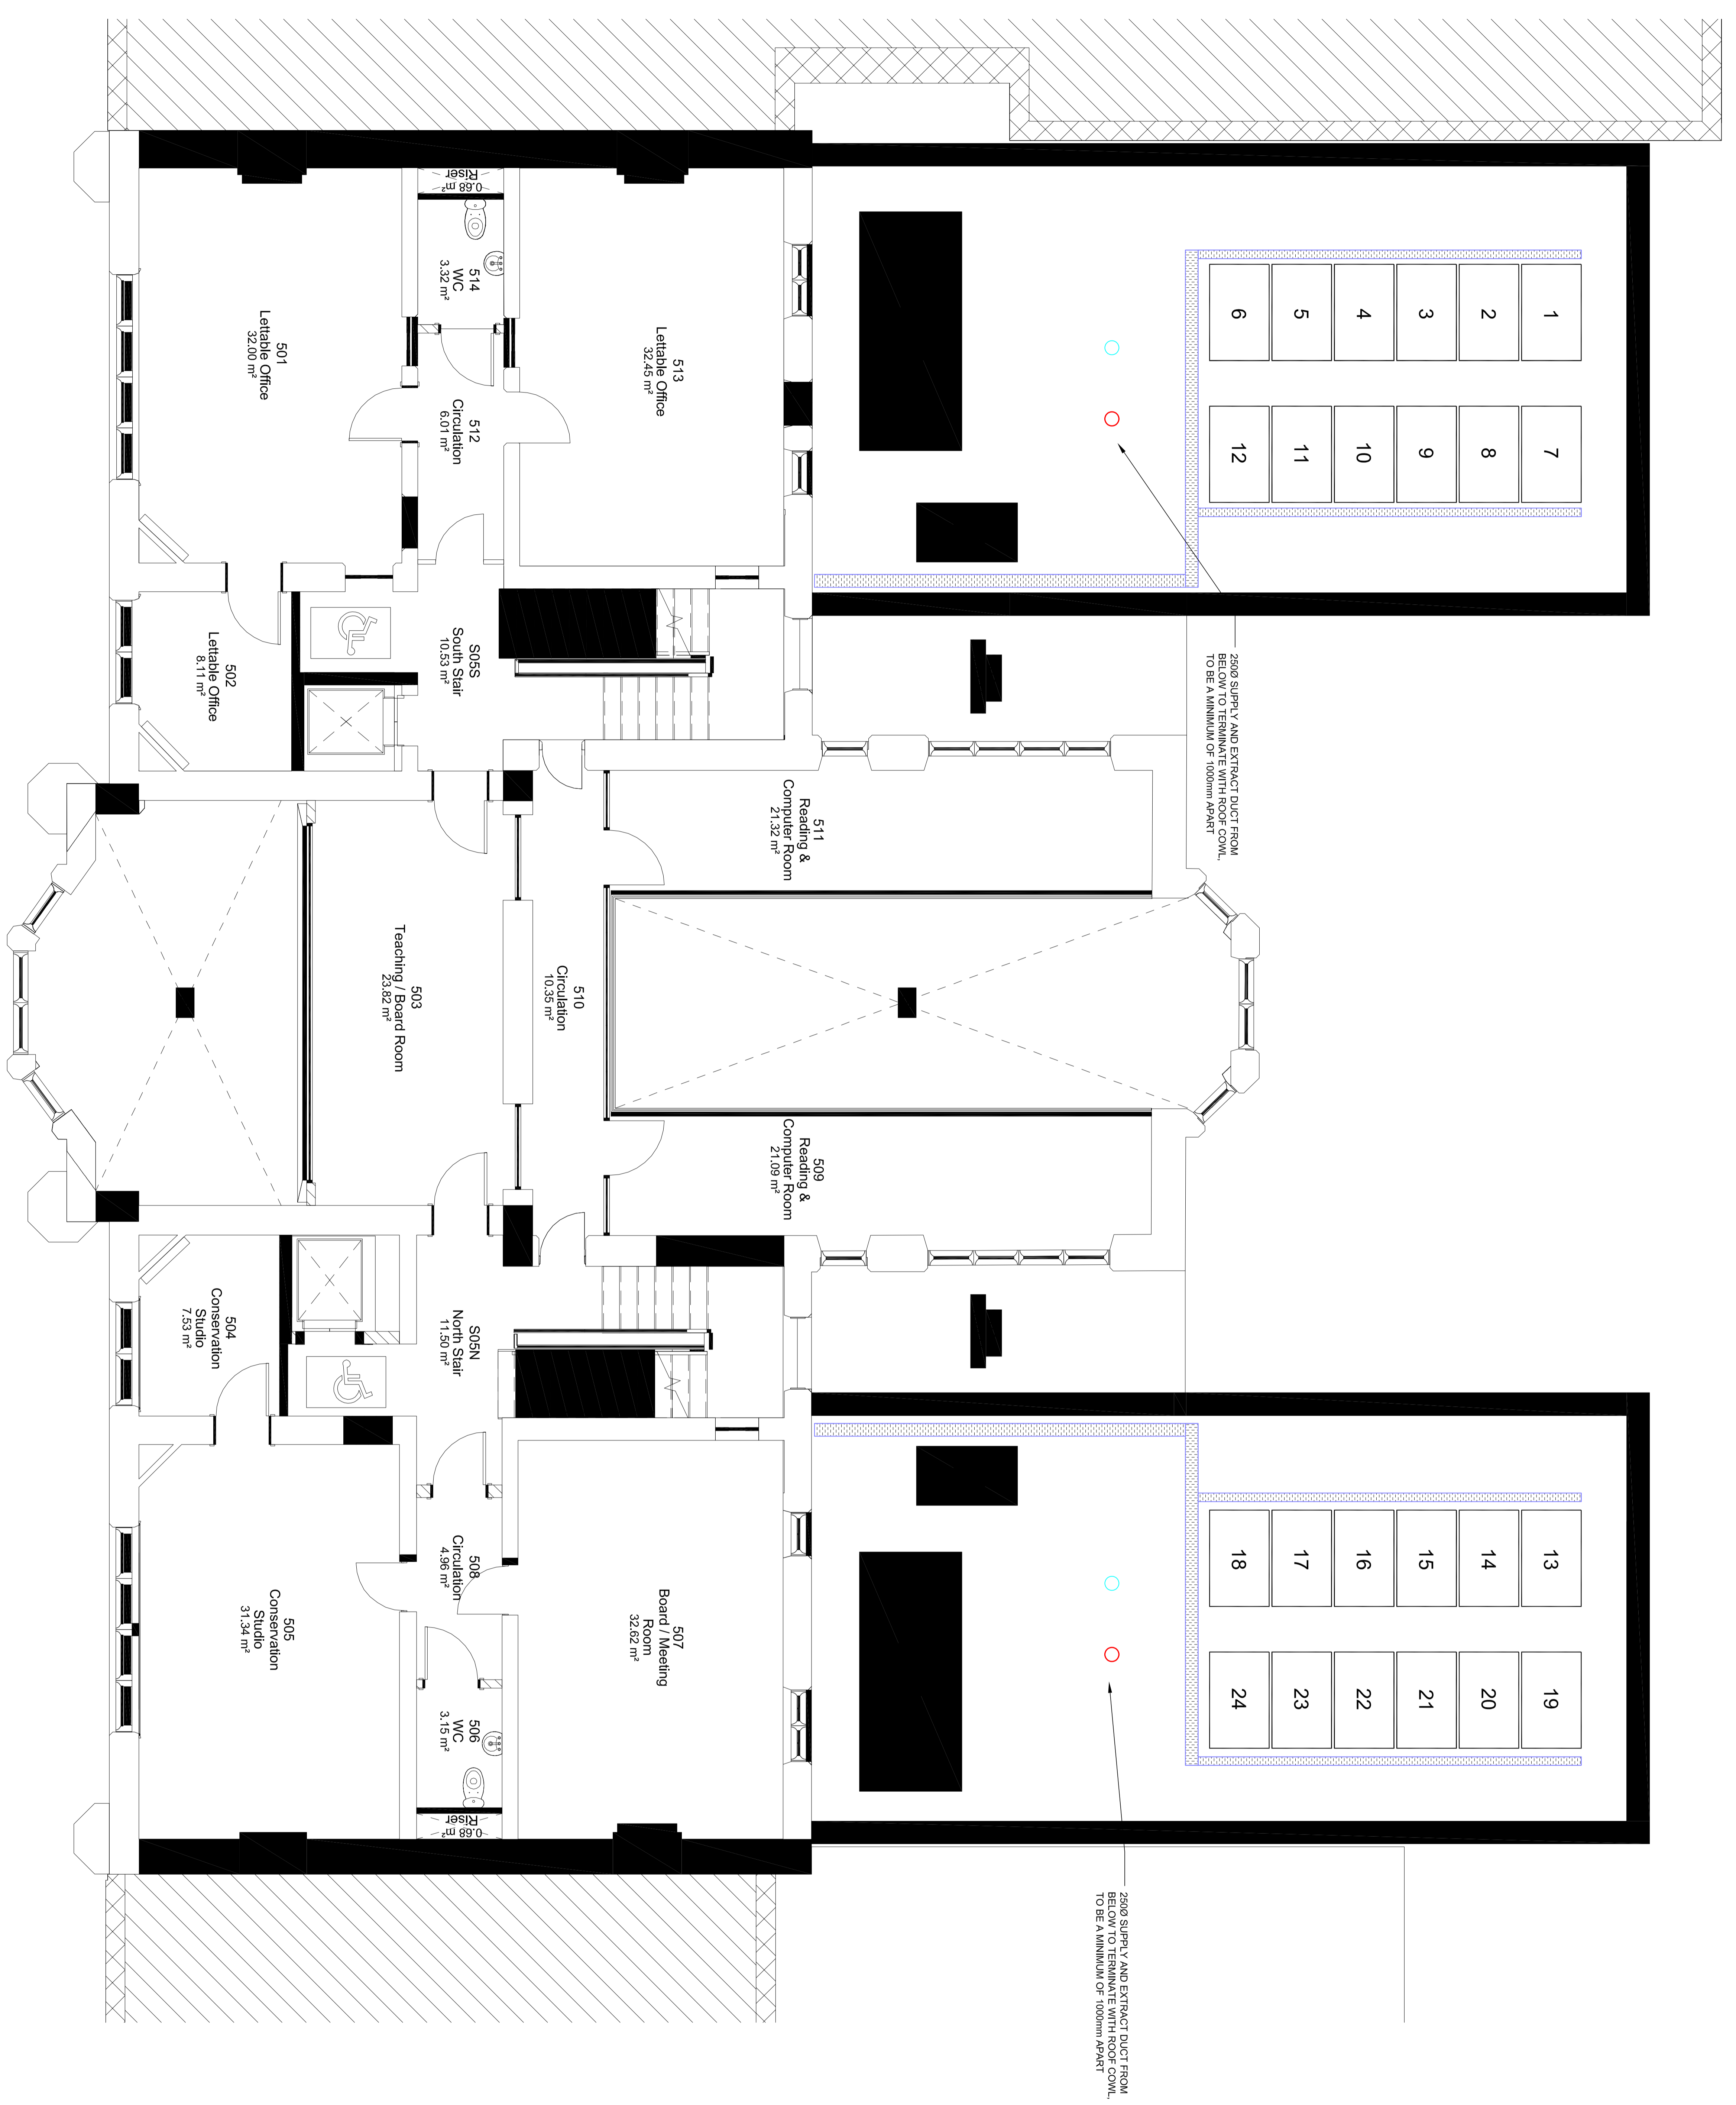 501
Lettable Office
32.00 m²
502
Lettable Office
8.11 m²
503
Teaching / Board Room
23.82 m²
504
Conservation
Studio
7.53 m²
505
Conservation
Studio
31.34 m²
Riser
0.68 m²
514
WC
3.32 m²
512
Circulation
6.01 m²
S05S
South Stair
10.53 m²
510
Circulation
10.35 m²
S05N
North Stair
11.50 m²
508
Circulation
4.96 m²
506
WC
3.15 m²
Riser
0.68 m²
513
Lettable Office
32.45 m²
511
Reading &
Computer Room
21.32 m²
509
Reading &
Computer Room
21.09 m²
507
Board / Meeting
Room
32.62 m²
1
2
3
4
5
6
7
8
9
10
11
12
250Ø SUPPLY AND EXTRACT DUCT FROM
BELOW TO TERMINATE WITH ROOF COWL,
TO BE A MINIMUM OF 1000mm APART
13
14
15
16
17
18
19
20
21
22
23
24
250Ø SUPPLY AND EXTRACT DUCT FROM
BELOW TO TERMINATE WITH ROOF COWL,
TO BE A MINIMUM OF 1000mm APART